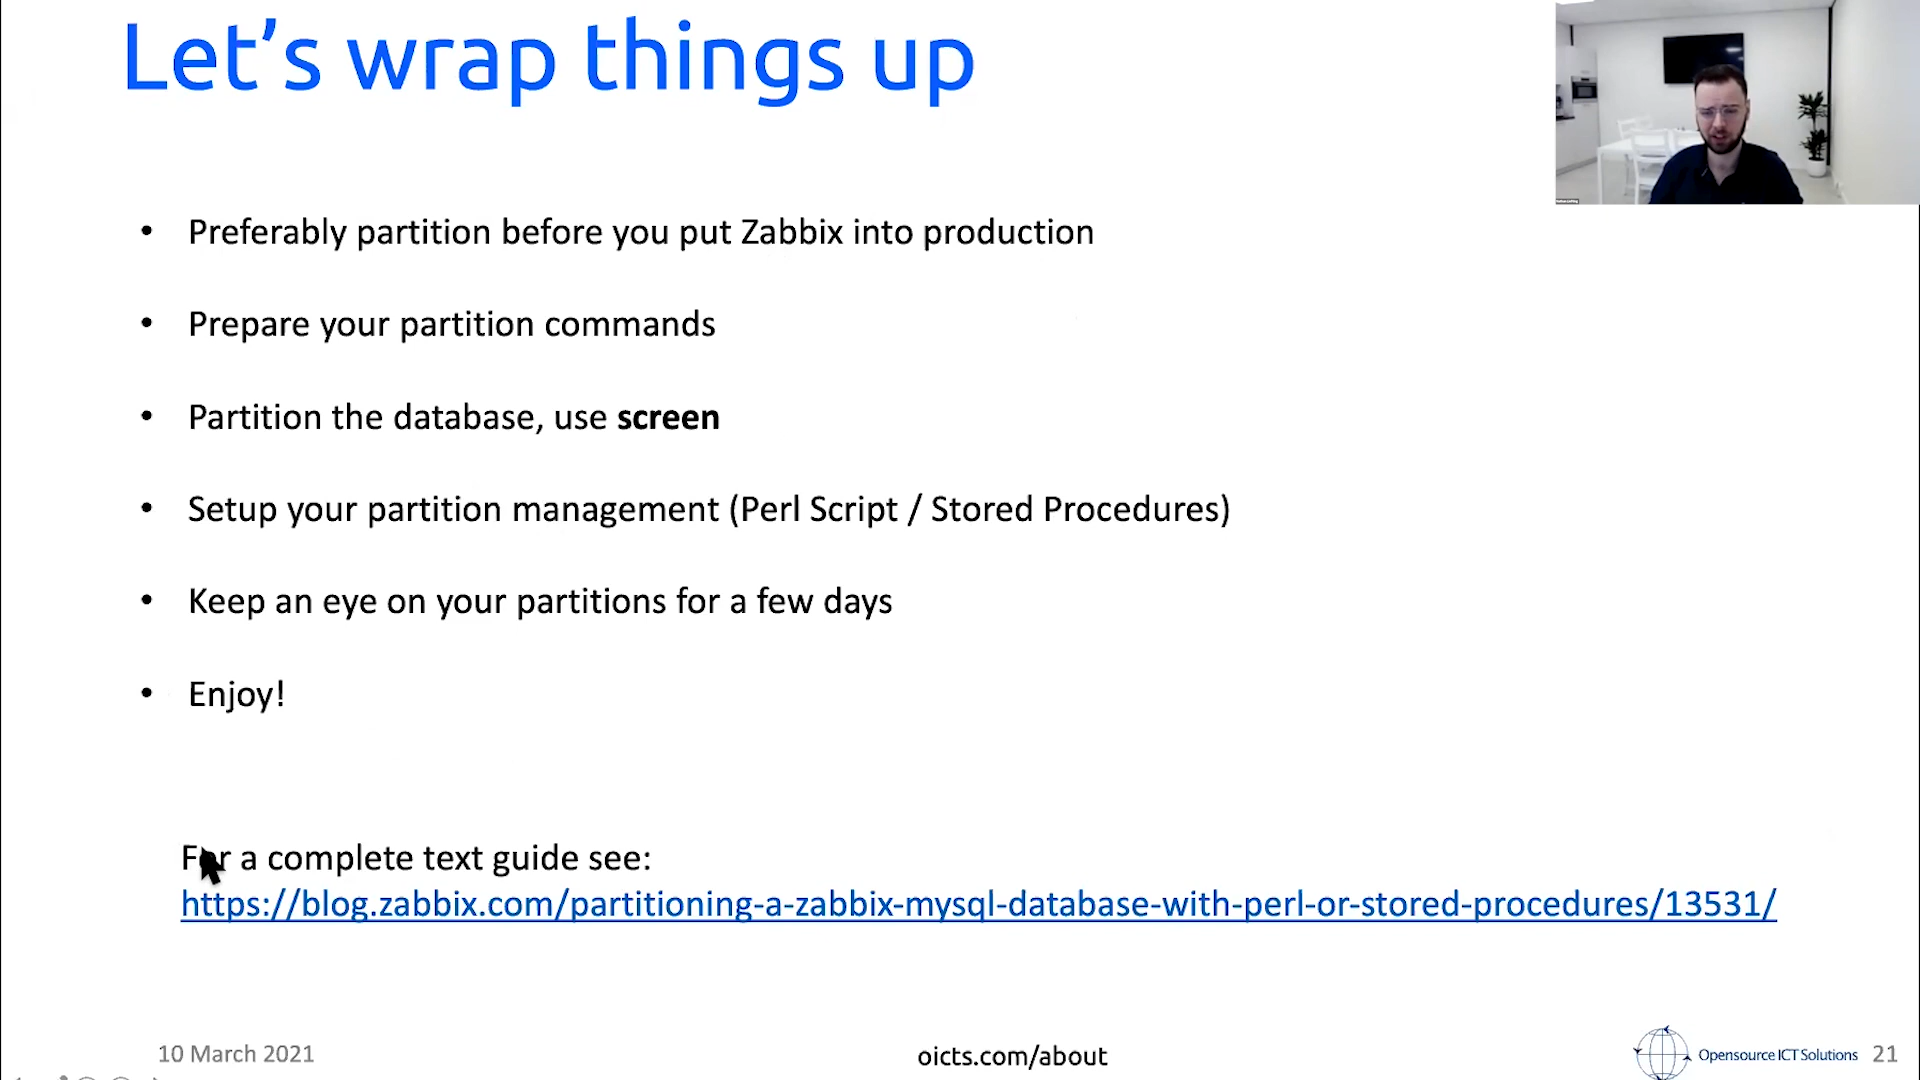 Let’s wrap things up
• Preferably partition before you put Zabbix into production
• Prepare your partition commands
• Partition the database, use screen
• Setup your partition management (Perl Script / Stored Procedures)
• Keep an eye on your partitions for a few days
• Enjoy!
For a complete text guide see:
https://blog.zabbix.com/partitioning-a-zabbix-mysql-database-with-perl-or-stored-procedures/13531/
10 March 2021
oicts.com/about
Opensource ICT Solutions
21